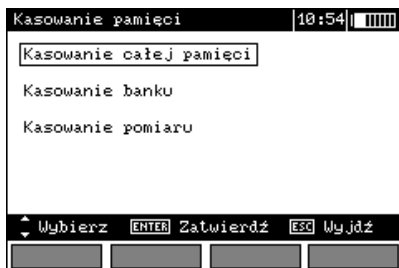 Kasowanie pamięci 10:54
Kasowanie całej pamięci
Kasowanie banku
Kasowanie pomiaru
Wybierz ENTER Zatwierdź ESC Wyjdź